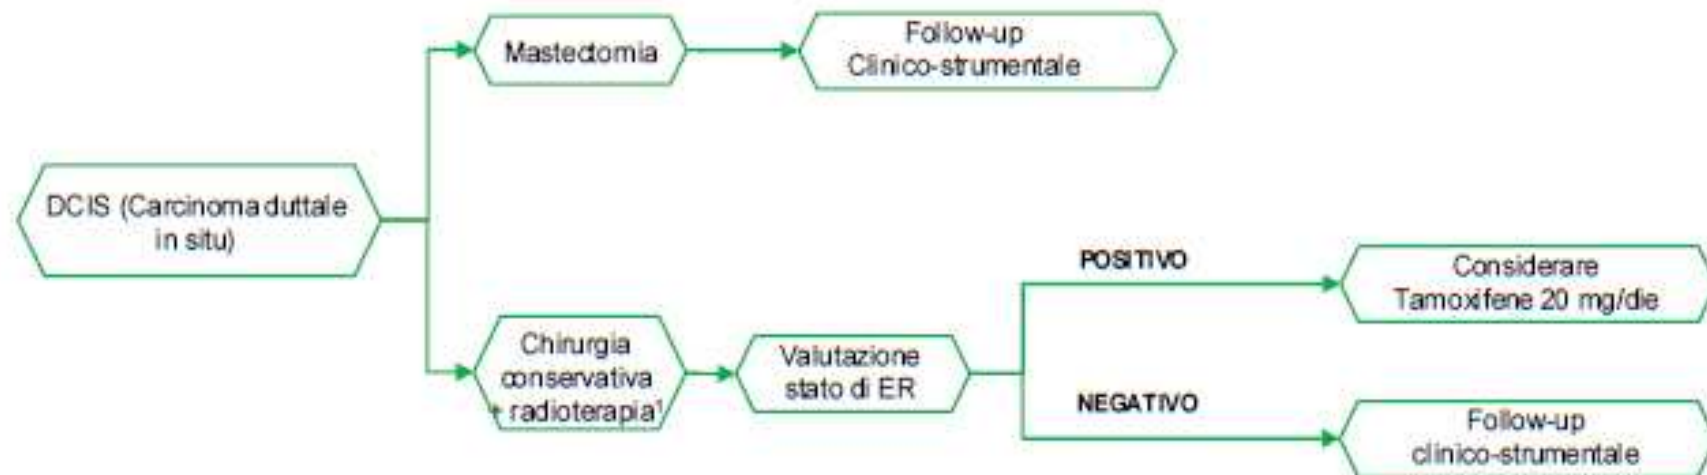 Mastectomia
Follow-up
Clinico-strumentale
DCIS (Carcinoma duttale
in situ)
Chirurgia
conservativa
+ radioterapia¹
Valutazione
stato di ER
POSITIVO
Considerare
Tamoxifene 20 mg/die
NEGATIVO
Follow-up
clinico-strumentale